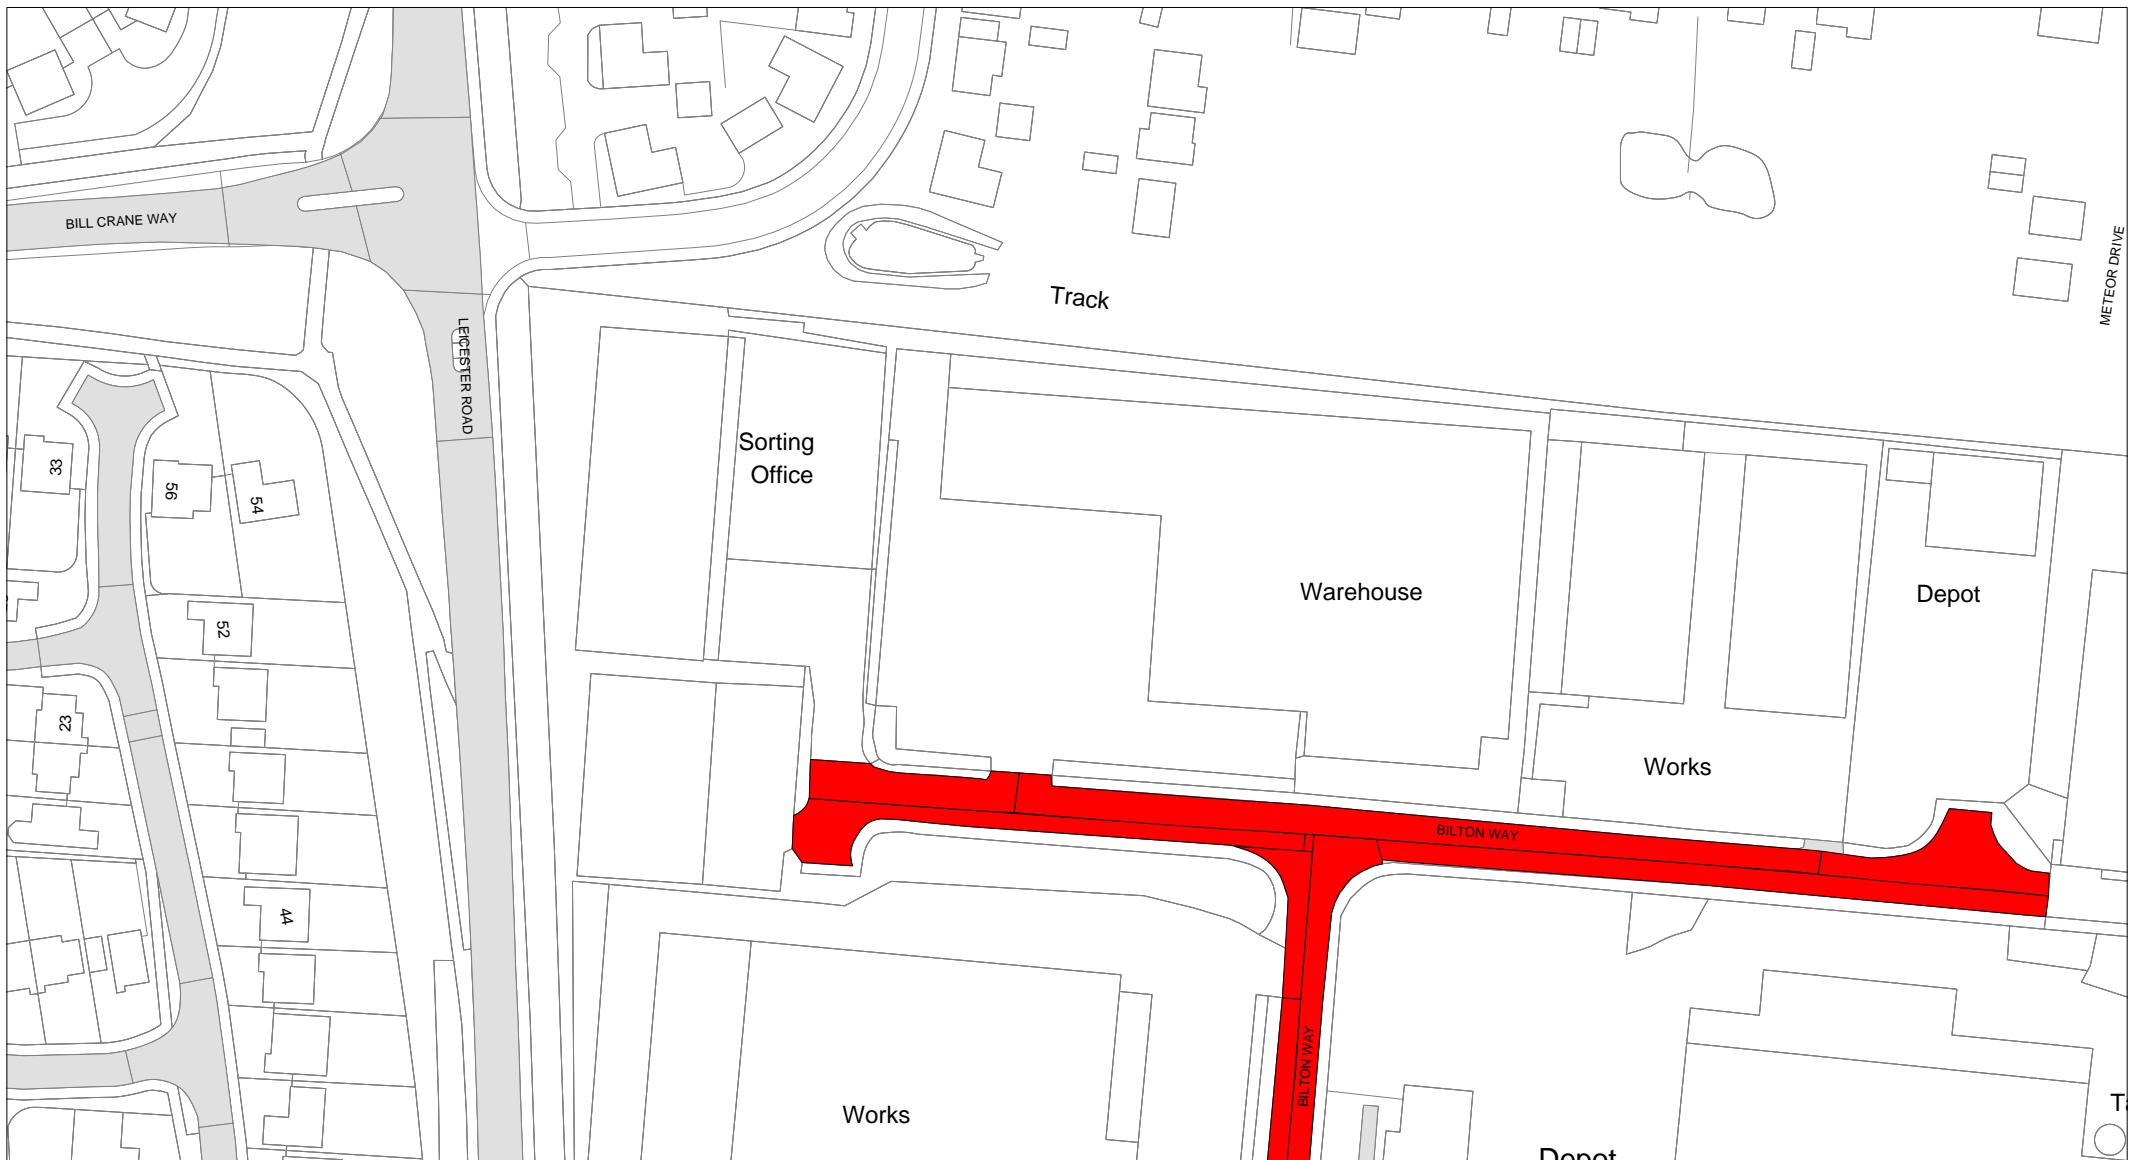 BILL CRANE WAY
METEOR DRIVE
Track
LEICESTER ROAD
Sorting
Office
33
56
54
Warehouse
Depot
52
23
Works
BILTON WAY
44
BILTON WAY
Works
Depot